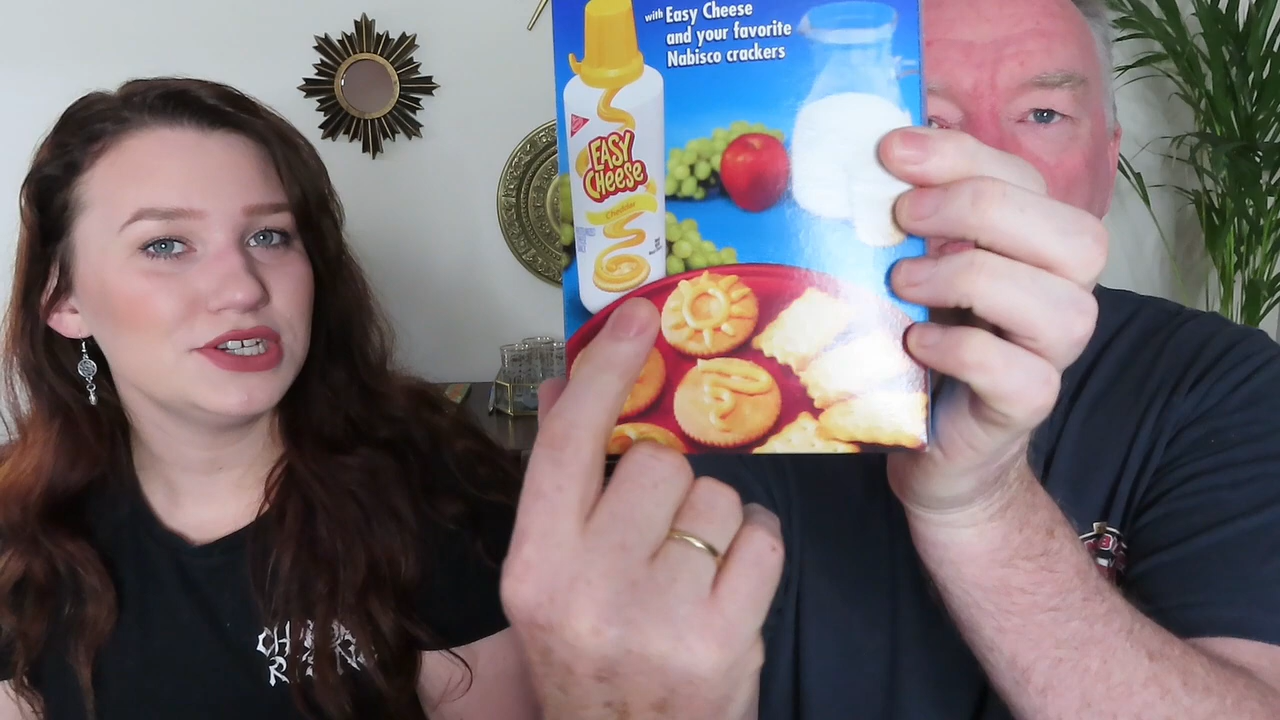 with Easy Cheese
and your favorite
Nabisco crackers
EASY
CHEESE
Cheddar